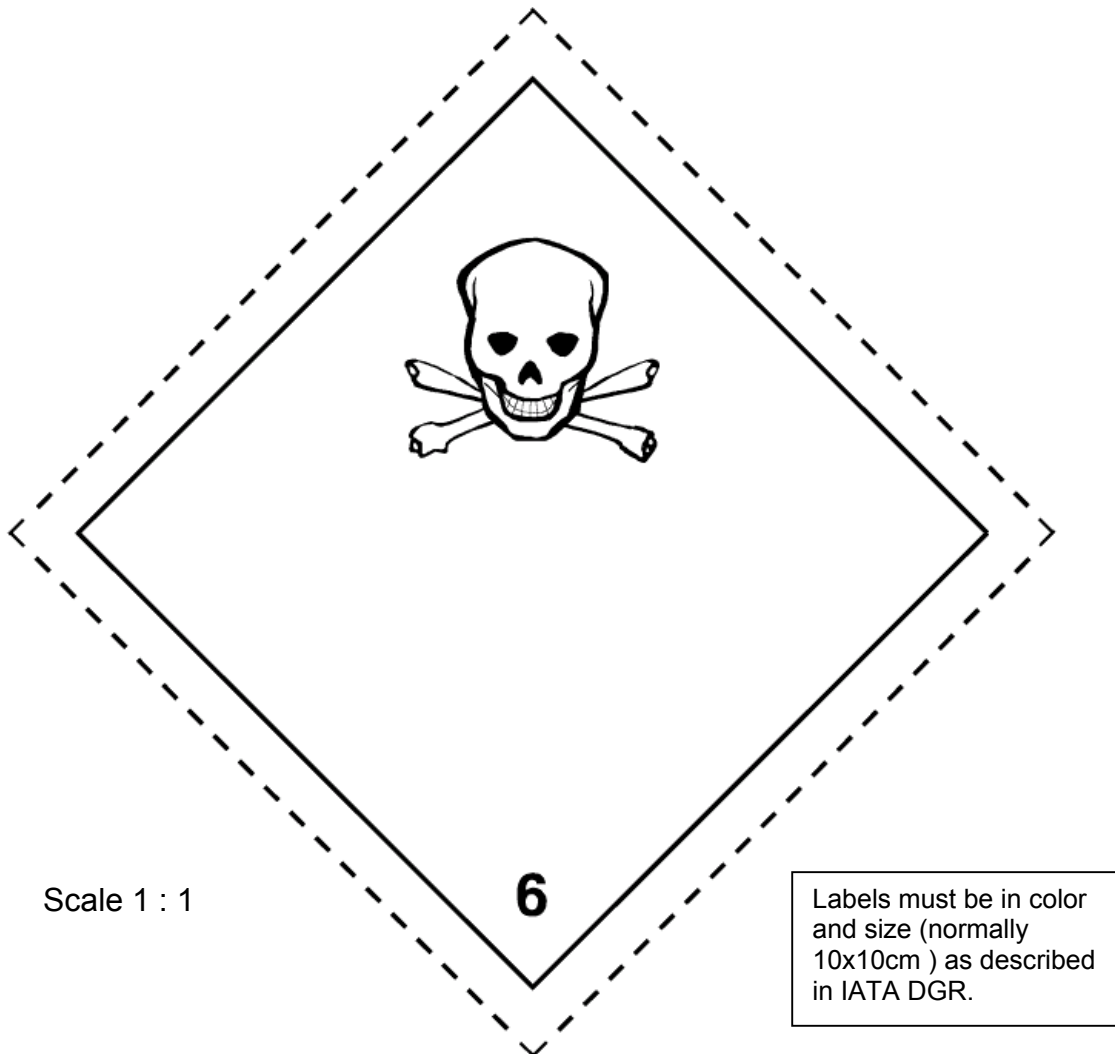 Scale 1 : 1
6
Labels must be in color
and size (normally
10x10cm ) as described
in IATA DGR.